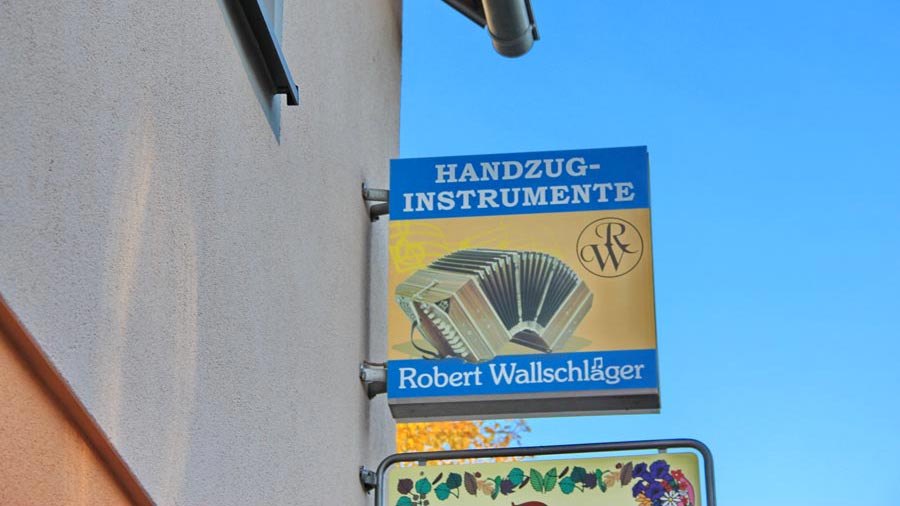 HANDZUG-
INSTRUMENTE
RW
Robert Wallschläger